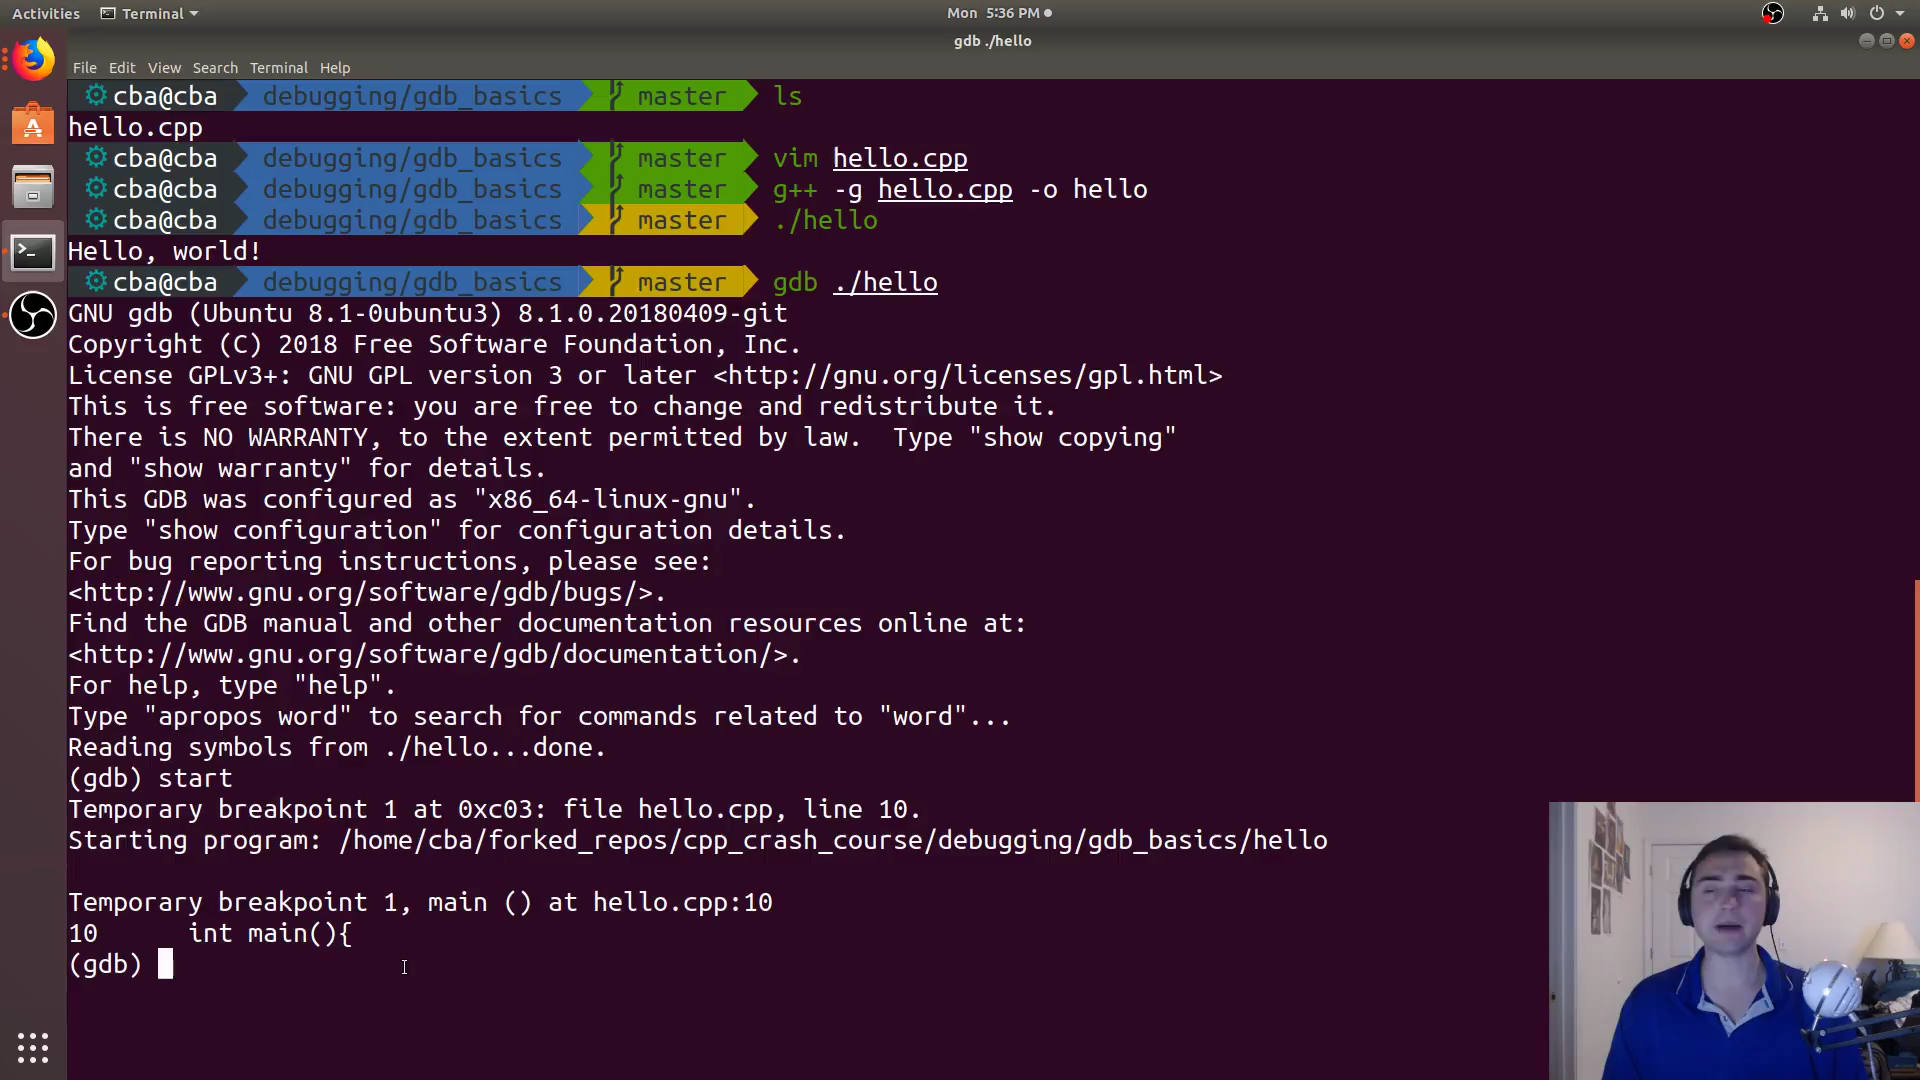 Activities Terminal Mon 5:36 PM
gdb ./hello
File Edit View Search Terminal Help
cba@cba debugging/gdb_basics master ls
hello.cpp
cba@cba debugging/gdb_basics master vim hello.cpp
cba@cba debugging/gdb_basics master g++ -g hello.cpp -o hello
cba@cba debugging/gdb_basics master ./hello
Hello, world!
cba@cba debugging/gdb_basics master gdb ./hello
GNU gdb (Ubuntu 8.1-0ubuntu3) 8.1.0.20180409-git
Copyright (C) 2018 Free Software Foundation, Inc.
License GPLv3+: GNU GPL version 3 or later <http://gnu.org/licenses/gpl.html>
This is free software: you are free to change and redistribute it.
There is NO WARRANTY, to the extent permitted by law.  Type "show copying"
and "show warranty" for details.
This GDB was configured as "x86_64-linux-gnu".
Type "show configuration" for configuration details.
For bug reporting instructions, please see:
<http://www.gnu.org/software/gdb/bugs/>.
Find the GDB manual and other documentation resources online at:
<http://www.gnu.org/software/gdb/documentation/>.
For help, type "help".
Type "apropos word" to search for commands related to "word"...
Reading symbols from ./hello...done.
(gdb) start
Temporary breakpoint 1 at 0xc03: file hello.cpp, line 10.
Starting program: /home/cba/forked_repos/cpp_crash_course/debugging/gdb_basics/hello
Temporary breakpoint 1, main () at hello.cpp:10
10      int main(){
(gdb)